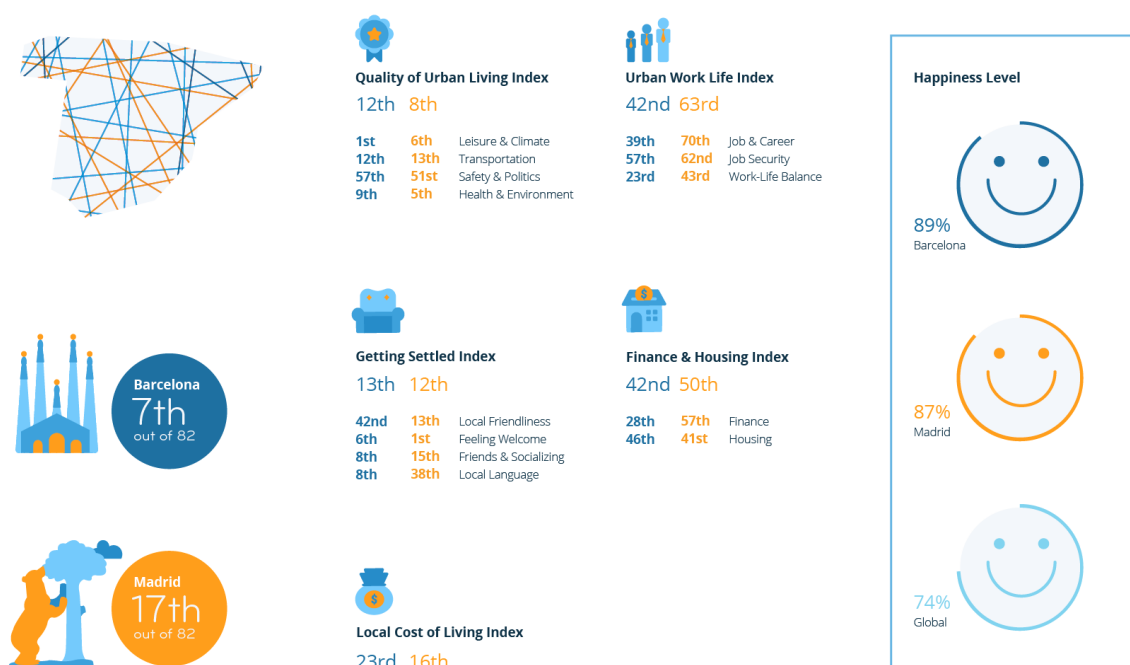 Quality of Urban Living Index
12th 8th
1st 6th Leisure & Climate
12th 13th Transportation
57th 51st Safety & Politics
9th 5th Health & Environment
Urban Work Life Index
42nd 63rd
39th 70th Job & Career
57th 62nd Job Security
23rd 43rd Work-Life Balance
Happiness Level
89%
Barcelona
87%
Madrid
74%
Global
Barcelona
7th
out of 82
Getting Settled Index
13th 12th
42nd 13th Local Friendliness
6th 1st Feeling Welcome
8th 15th Friends & Socializing
8th 38th Local Language
Finance & Housing Index
42nd 50th
28th 57th Finance
46th 41st Housing
Madrid
17th
out of 82
$
$
Local Cost of Living Index
23rd 16th